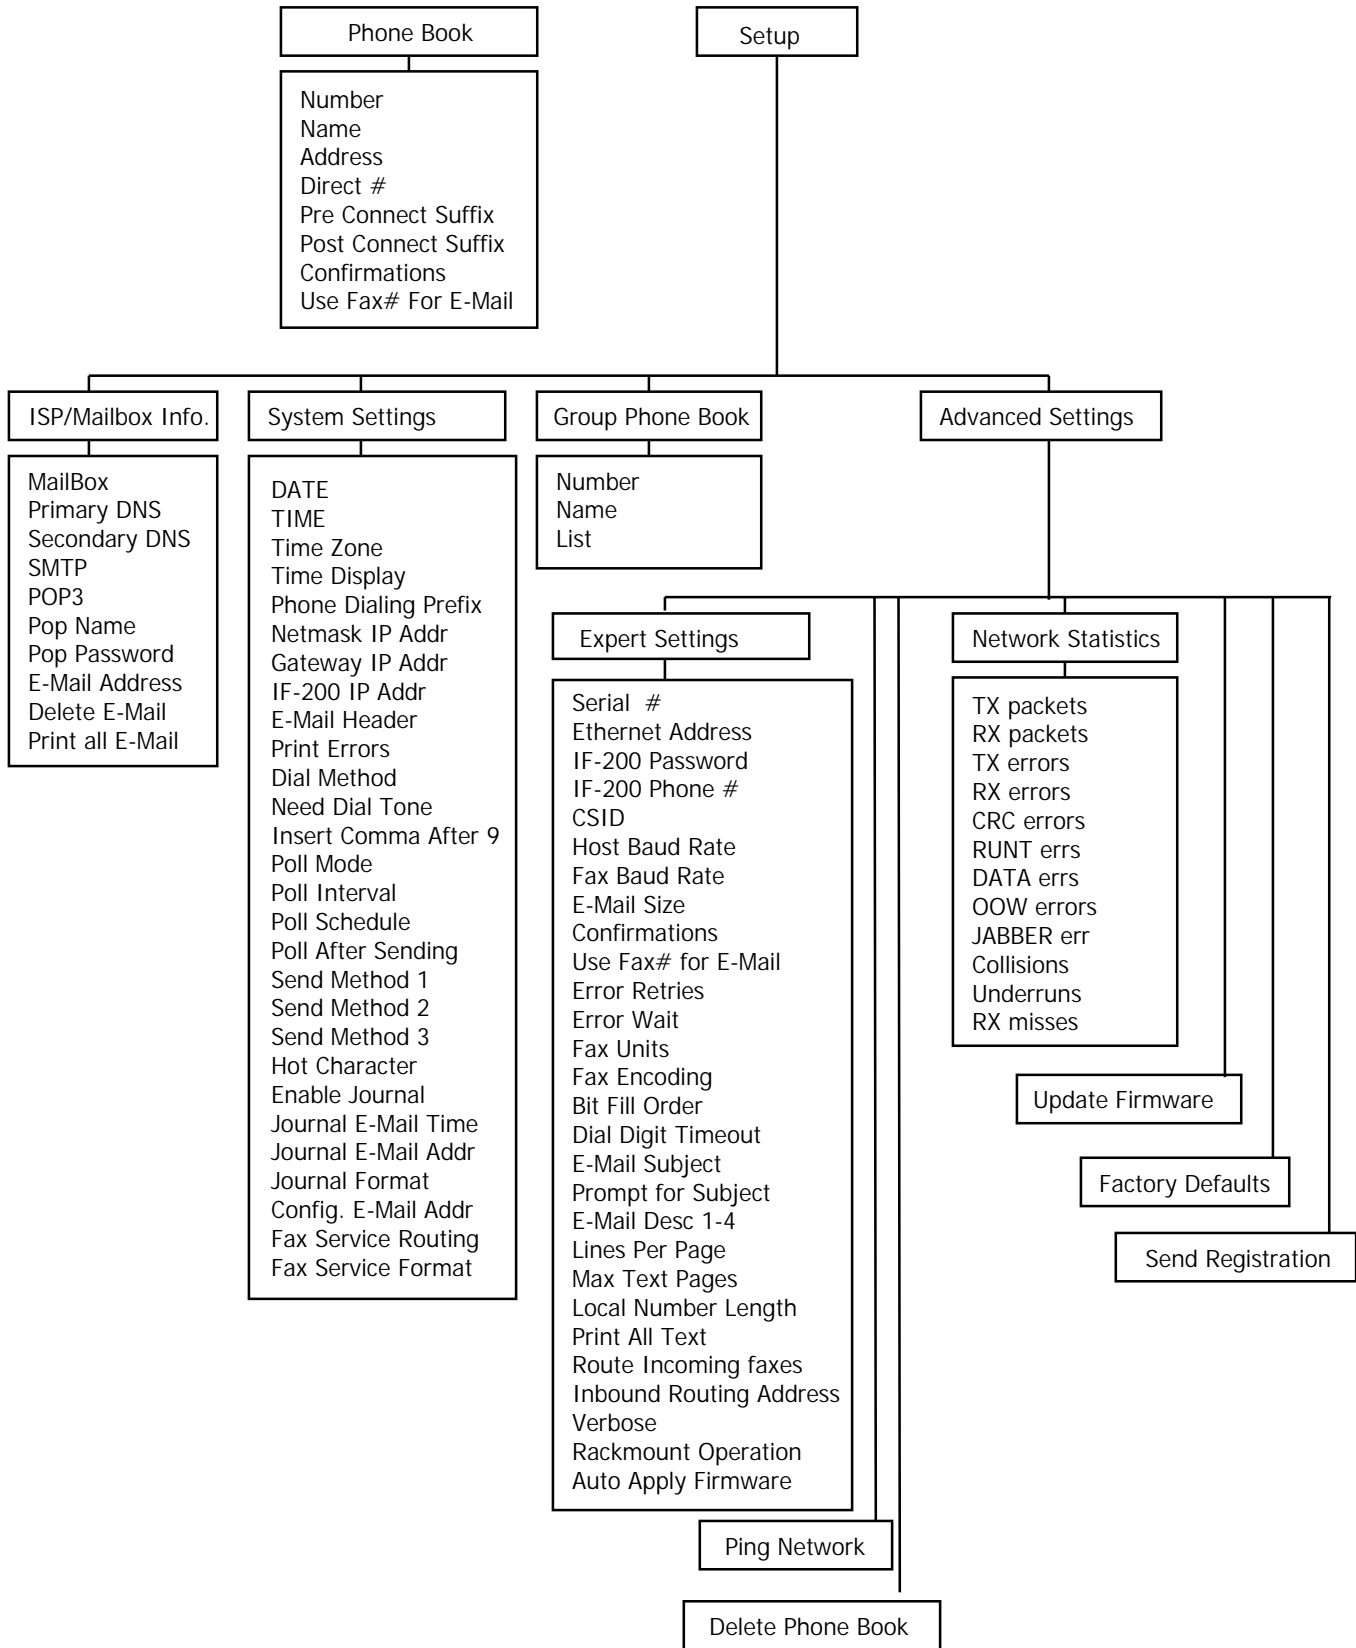 Phone Book
Number
Name
Address
Direct #
Pre Connect Suffix
Post Connect Suffix
Confirmations
Use Fax# For E-Mail
Setup
ISP/Mailbox Info.
MailBox
Primary DNS
Secondary DNS
SMTP
POP3
Pop Name
Pop Password
E-Mail Address
Delete E-Mail
Print all E-Mail
System Settings
DATE
TIME
Time Zone
Time Display
Phone Dialing Prefix
Netmask IP Addr
Gateway IP Addr
IF-200 IP Addr
E-Mail Header
Print Errors
Dial Method
Need Dial Tone
Insert Comma After 9
Poll Mode
Poll Interval
Poll Schedule
Poll After Sending
Send Method 1
Send Method 2
Send Method 3
Hot Character
Enable Journal
Journal E-Mail Time
Journal E-Mail Addr
Journal Format
Config. E-Mail Addr
Fax Service Routing
Fax Service Format
Group Phone Book
Number
Name
List
Advanced Settings
Expert Settings
Serial  #
Ethernet Address
IF-200 Password
IF-200 Phone #
CSID
Host Baud Rate
Fax Baud Rate
E-Mail Size
Confirmations
Use Fax# for E-Mail
Error Retries
Error Wait
Fax Units
Fax Encoding
Bit Fill Order
Dial Digit Timeout
E-Mail Subject
Prompt for Subject
E-Mail Desc 1-4
Lines Per Page
Max Text Pages
Local Number Length
Print All Text
Route Incoming faxes
Inbound Routing Address
Verbose
Rackmount Operation
Auto Apply Firmware
Network Statistics
TX packets
RX packets
TX errors
RX errors
CRC errors
RUNT errs
DATA errs
OOW errors
JABBER err
Collisions
Underruns
RX misses
Update Firmware
Factory Defaults
Send Registration
Ping Network
Delete Phone Book